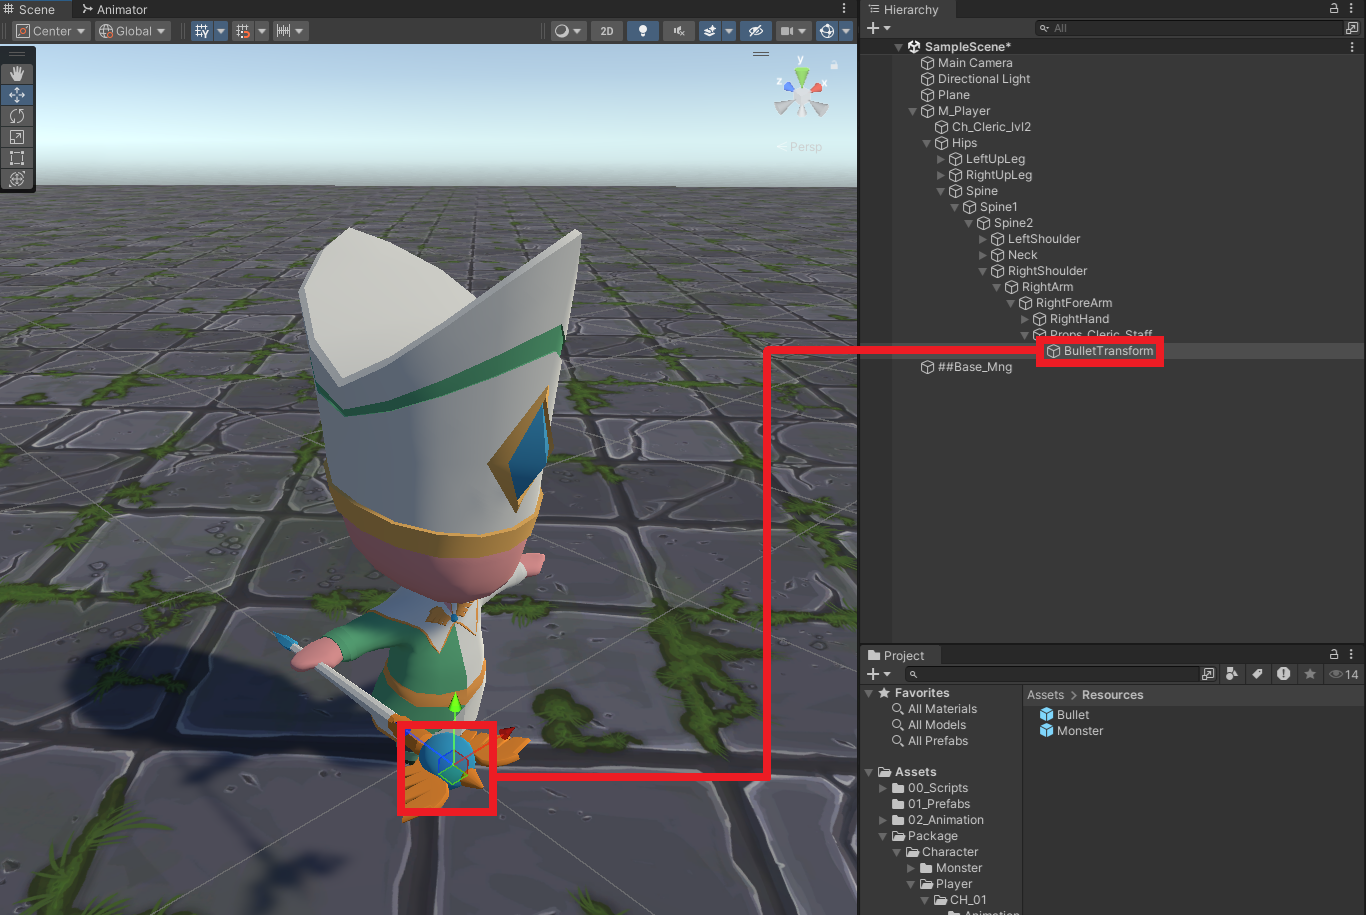 Scene
Animator
Center
Global
2D
y
z
x
Persp
Hierarchy
All
SampleScene*
Main Camera
Directional Light
Plane
M_Player
Ch_Cleric_lvl2
Hips
LeftUpLeg
RightUpLeg
Spine
Spine1
Spine2
LeftShoulder
Neck
RightShoulder
RightArm
RightForeArm
RightHand
Props_Cleric_Staff
BulletTransform
##Base_Mng
Project
14
Favorites
All Materials
All Models
All Prefabs
Assets
00_Scripts
01_Prefabs
02_Animation
Package
Character
Monster
Player
CH_01
Animation
Assets > Resources
Bullet
Monster